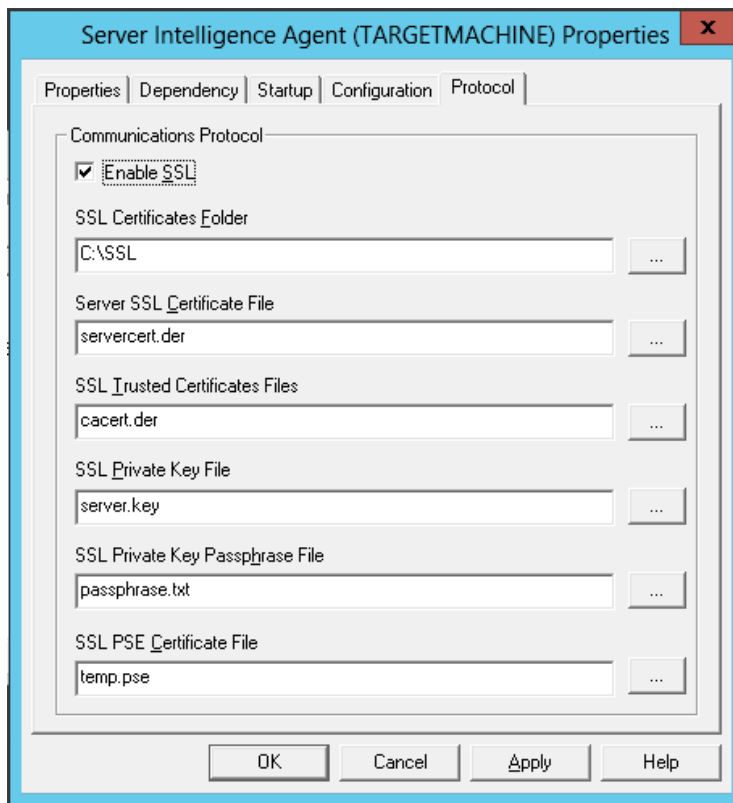 Server Intelligence Agent (TARGETMACHINE) Properties x
Properties Dependency Startup Configuration Protocol
Communications Protocol
Enable SSL
SSL Certificates Folder
C:\SSL
...
Server SSL Certificate File
servercert.der
...
SSL Trusted Certificates Files
cacert.der
...
SSL Private Key File
server.key
...
SSL Private Key Passphrase File
passphrase.txt
...
SSL PSE Certificate File
temp.pse
...
OK Cancel Apply Help